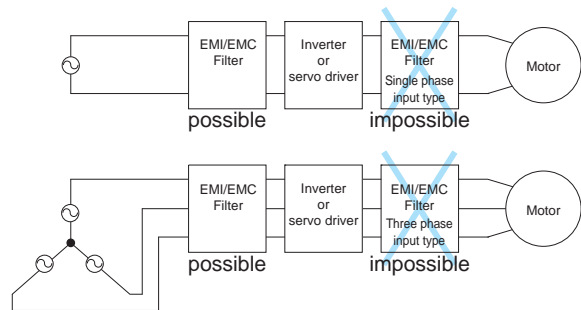 EMI/EMC
Filter
Inverter
or
servo driver
EMI/EMC
Filter
Single phase
input type
Motor
possible
impossible
EMI/EMC
Filter
Inverter
or
servo driver
EMI/EMC
Filter
Three phase
input type
Motor
possible
impossible